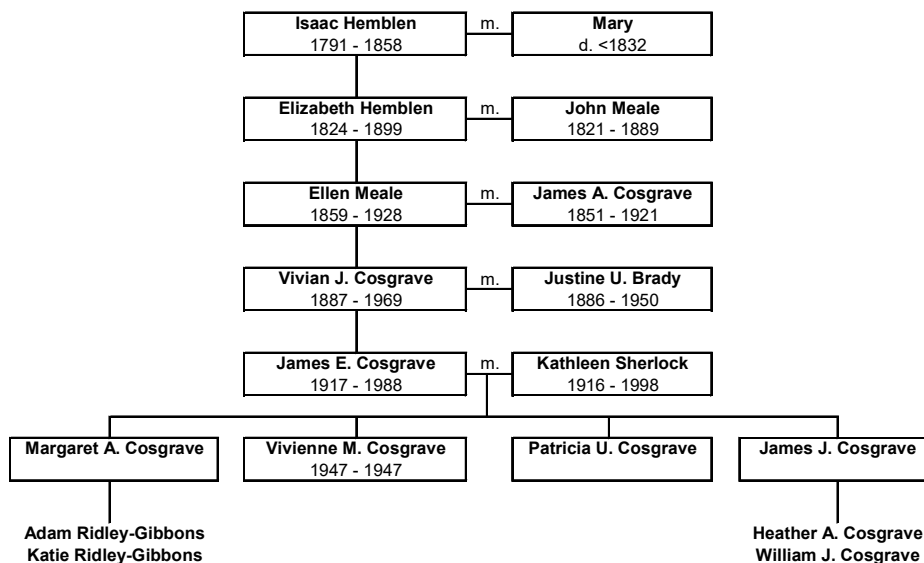 Isaac Hemblen m. Mary
1791 - 1858 d. <1832
Elizabeth Hemblen m. John Meale
1824 - 1899 1821 - 1889
Ellen Meale m. James A. Cosgrave
1859 - 1928 1851 - 1921
Vivian J. Cosgrave m. Justine U. Brady
1887 - 1969 1886 - 1950
James E. Cosgrave m. Kathleen Sherlock
1917 - 1988 1916 - 1998
Margaret A. Cosgrave Vivienne M. Cosgrave Patricia U. Cosgrave James J. Cosgrave
1947 - 1947
Adam Ridley-Gibbons Heather A. Cosgrave
Katie Ridley-Gibbons William J. Cosgrave